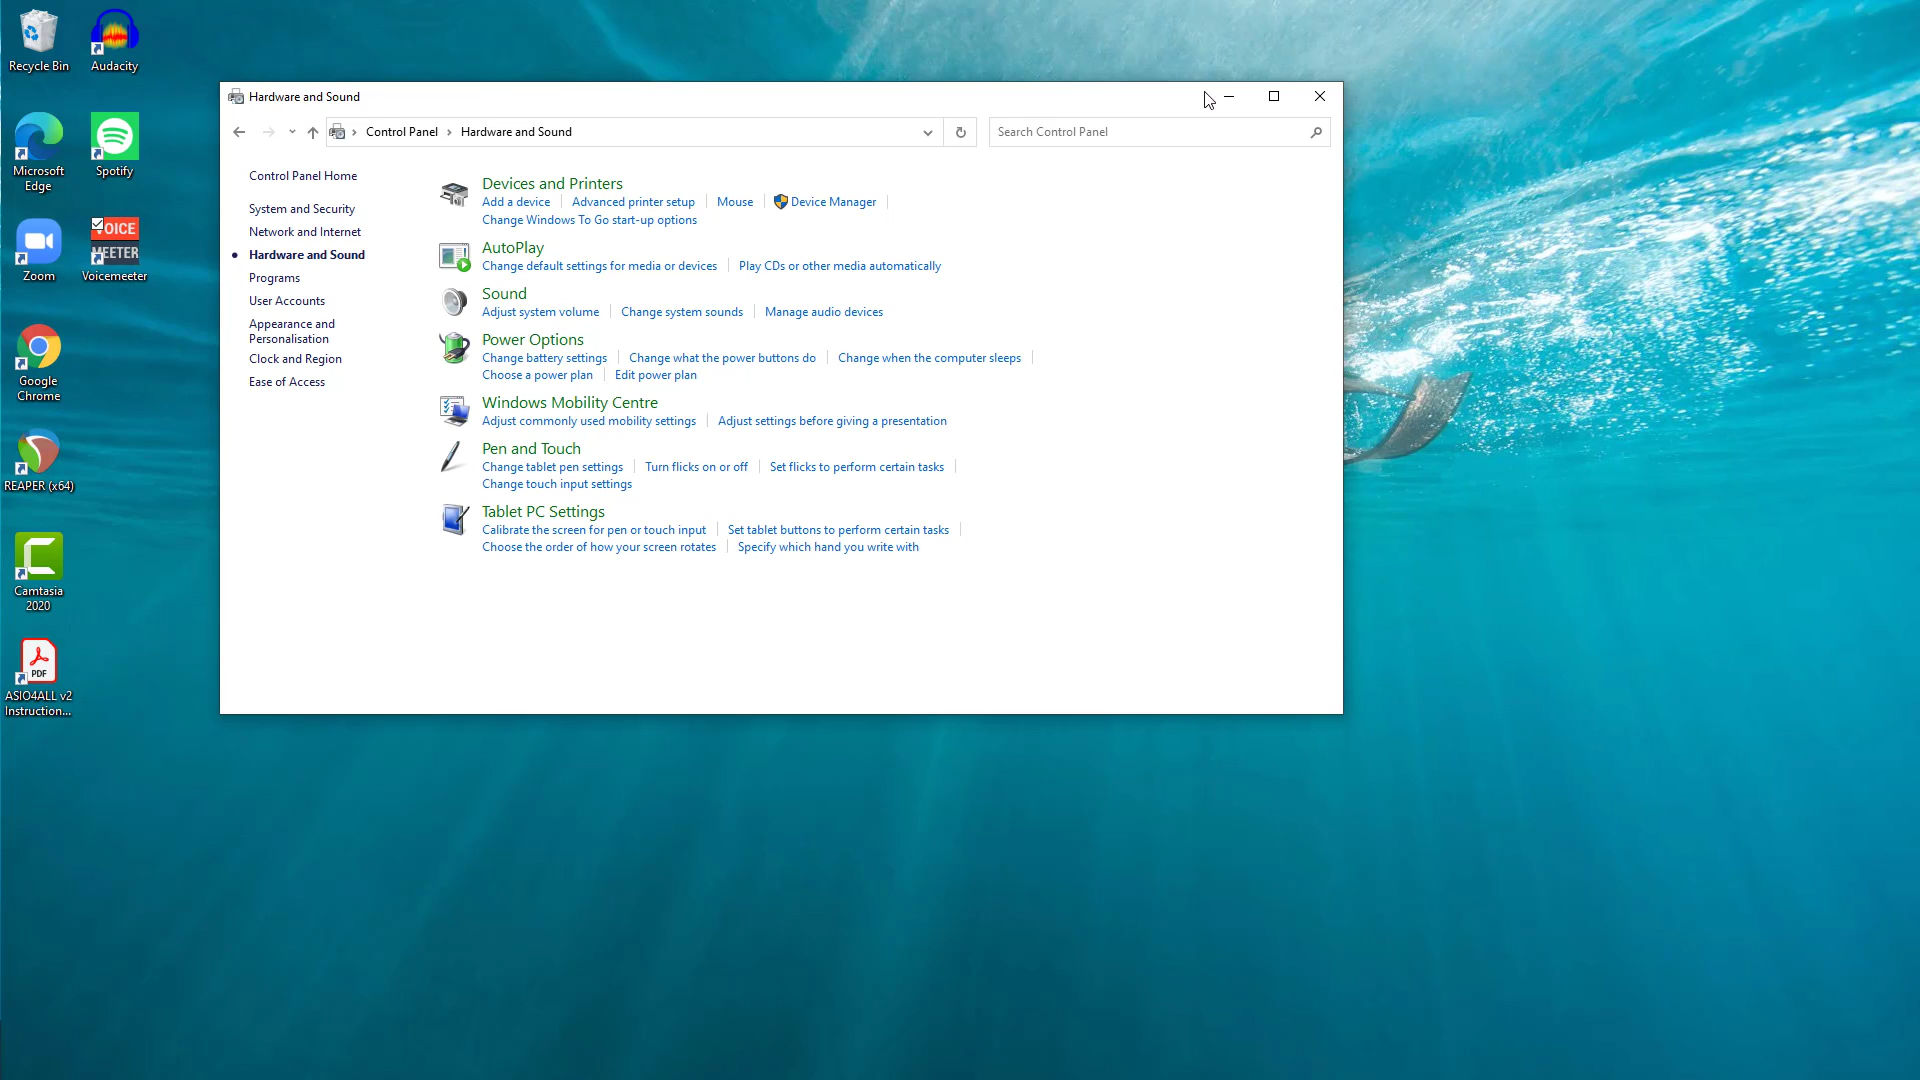 Recycle Bin
Audacity
Microsoft
Edge
Spotify
Zoom
VOICE
MEETER
Voicemeeter
Google
Chrome
REAPER (x64)
Camtasia
2020
PDF
ASIO4ALL v2
Instruction...
Hardware and Sound
Control Panel > Hardware and Sound
Search Control Panel
Control Panel Home
System and Security
Network and Internet
Hardware and Sound
Programs
User Accounts
Appearance and
Personalisation
Clock and Region
Ease of Access
Devices and Printers
Add a device | Advanced printer setup | Mouse | Device Manager
Change Windows To Go start-up options
AutoPlay
Change default settings for media or devices | Play CDs or other media automatically
Sound
Adjust system volume | Change system sounds | Manage audio devices
Power Options
Change battery settings | Change what the power buttons do | Change when the computer sleeps
Choose a power plan | Edit power plan
Windows Mobility Centre
Adjust commonly used mobility settings | Adjust settings before giving a presentation
Pen and Touch
Change tablet pen settings | Turn flicks on or off | Set flicks to perform certain tasks
Change touch input settings
Tablet PC Settings
Calibrate the screen for pen or touch input | Set tablet buttons to perform certain tasks
Choose the order of how your screen rotates | Specify which hand you write with